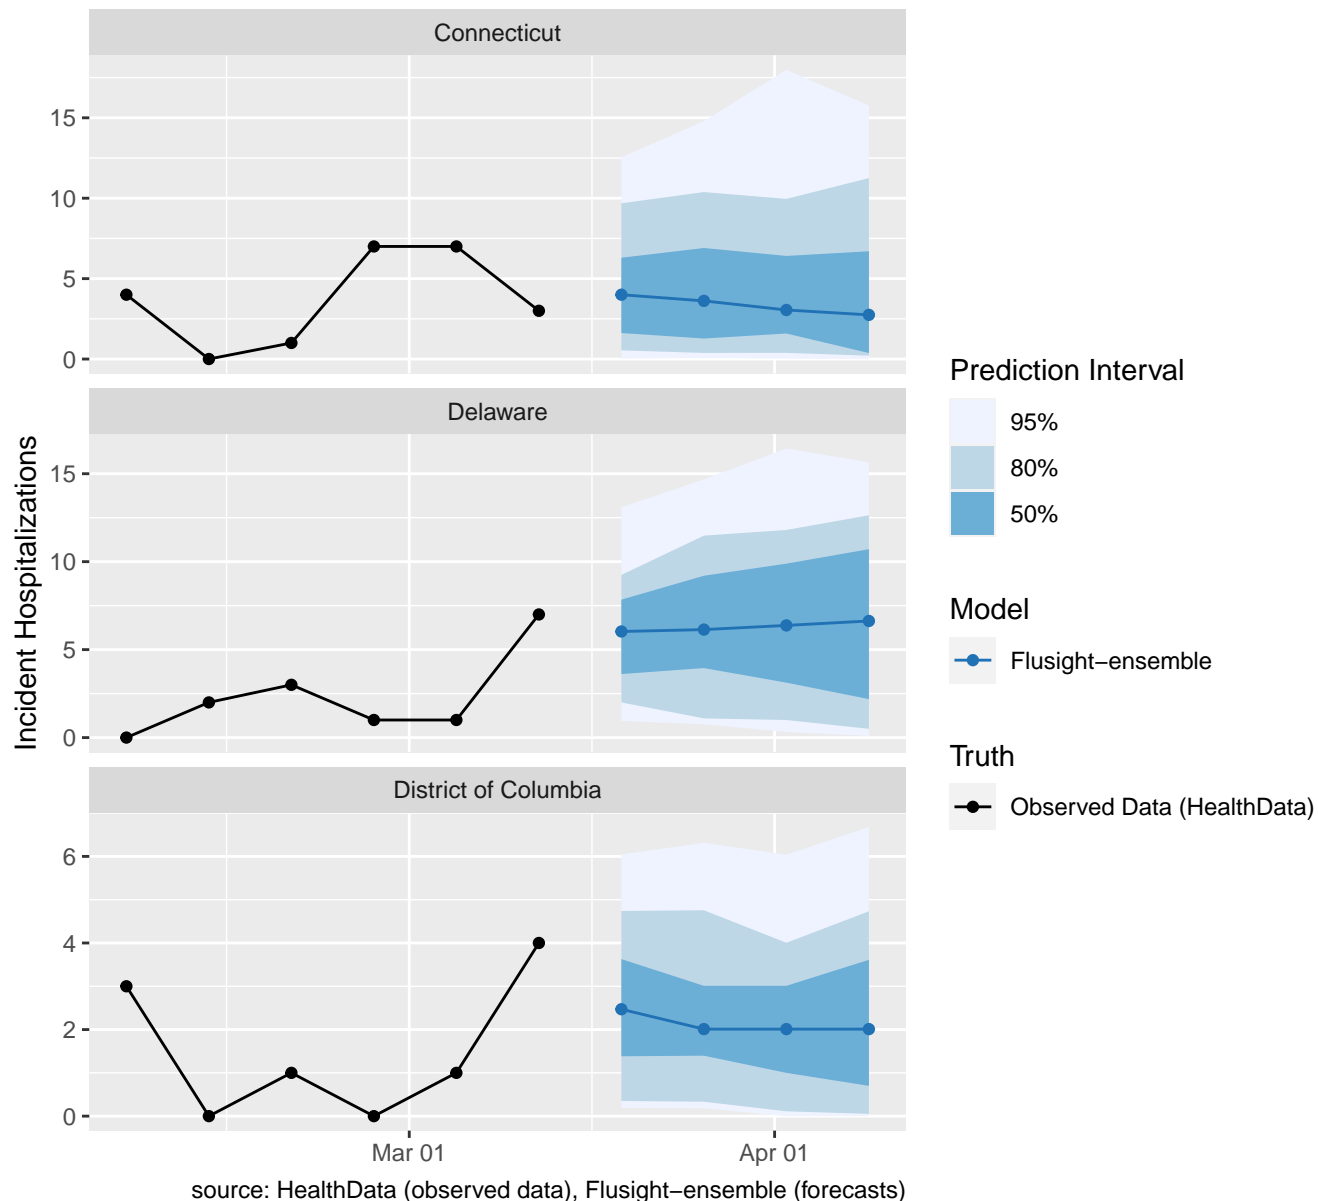 Connecticut
15
10
5
0
Delaware
15
10
5
0
District of Columbia
6
4
2
0
Mar 01
Apr 01
Incident Hospitalizations
source: HealthData (observed data), Flusight−ensemble (forecasts)
Prediction Interval
95%
80%
50%
Model
Flusight−ensemble
Truth
Observed Data (HealthData)